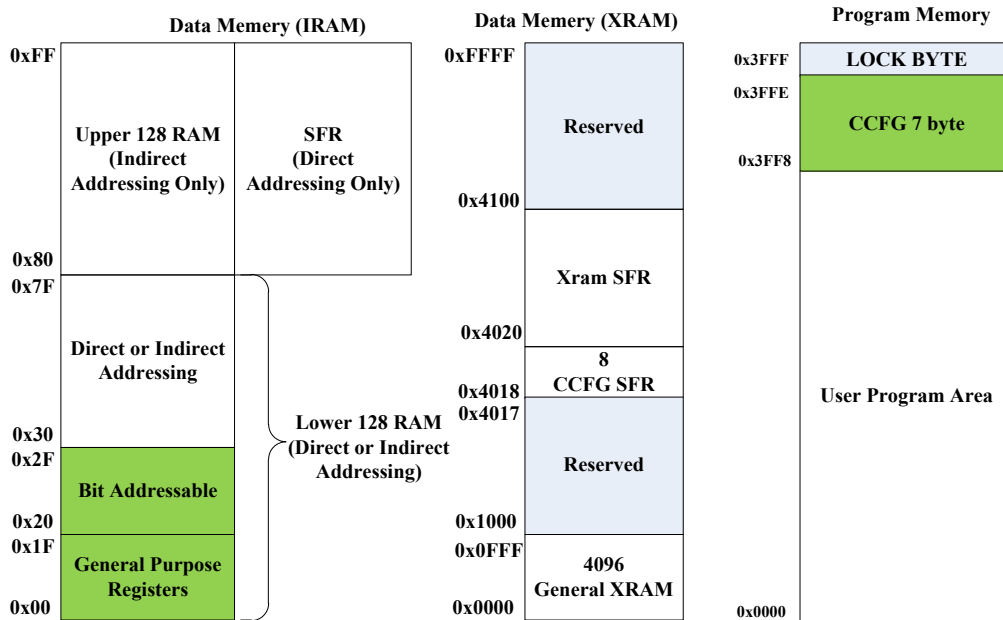 Data Memery (IRAM)
0xFF
Upper 128 RAM
(Indirect
Addressing Only)
SFR
(Direct
Addressing Only)
0x80
0x7F
Direct or Indirect
Addressing
0x30
0x2F
Bit Addressable
0x20
0x1F
General Purpose
Registers
0x00
Lower 128 RAM
(Direct or Indirect
Addressing)
Data Memery (XRAM)
0xFFFF
Reserved
0x4100
Xram SFR
0x4020
8
CCFG SFR
0x4018
0x4017
Reserved
0x1000
0x0FFF
4096
General XRAM
0x0000
Program Memory
0x3FFF
LOCK BYTE
0x3FFE
CCFG 7 byte
0x3FF8
User Program Area
0x0000